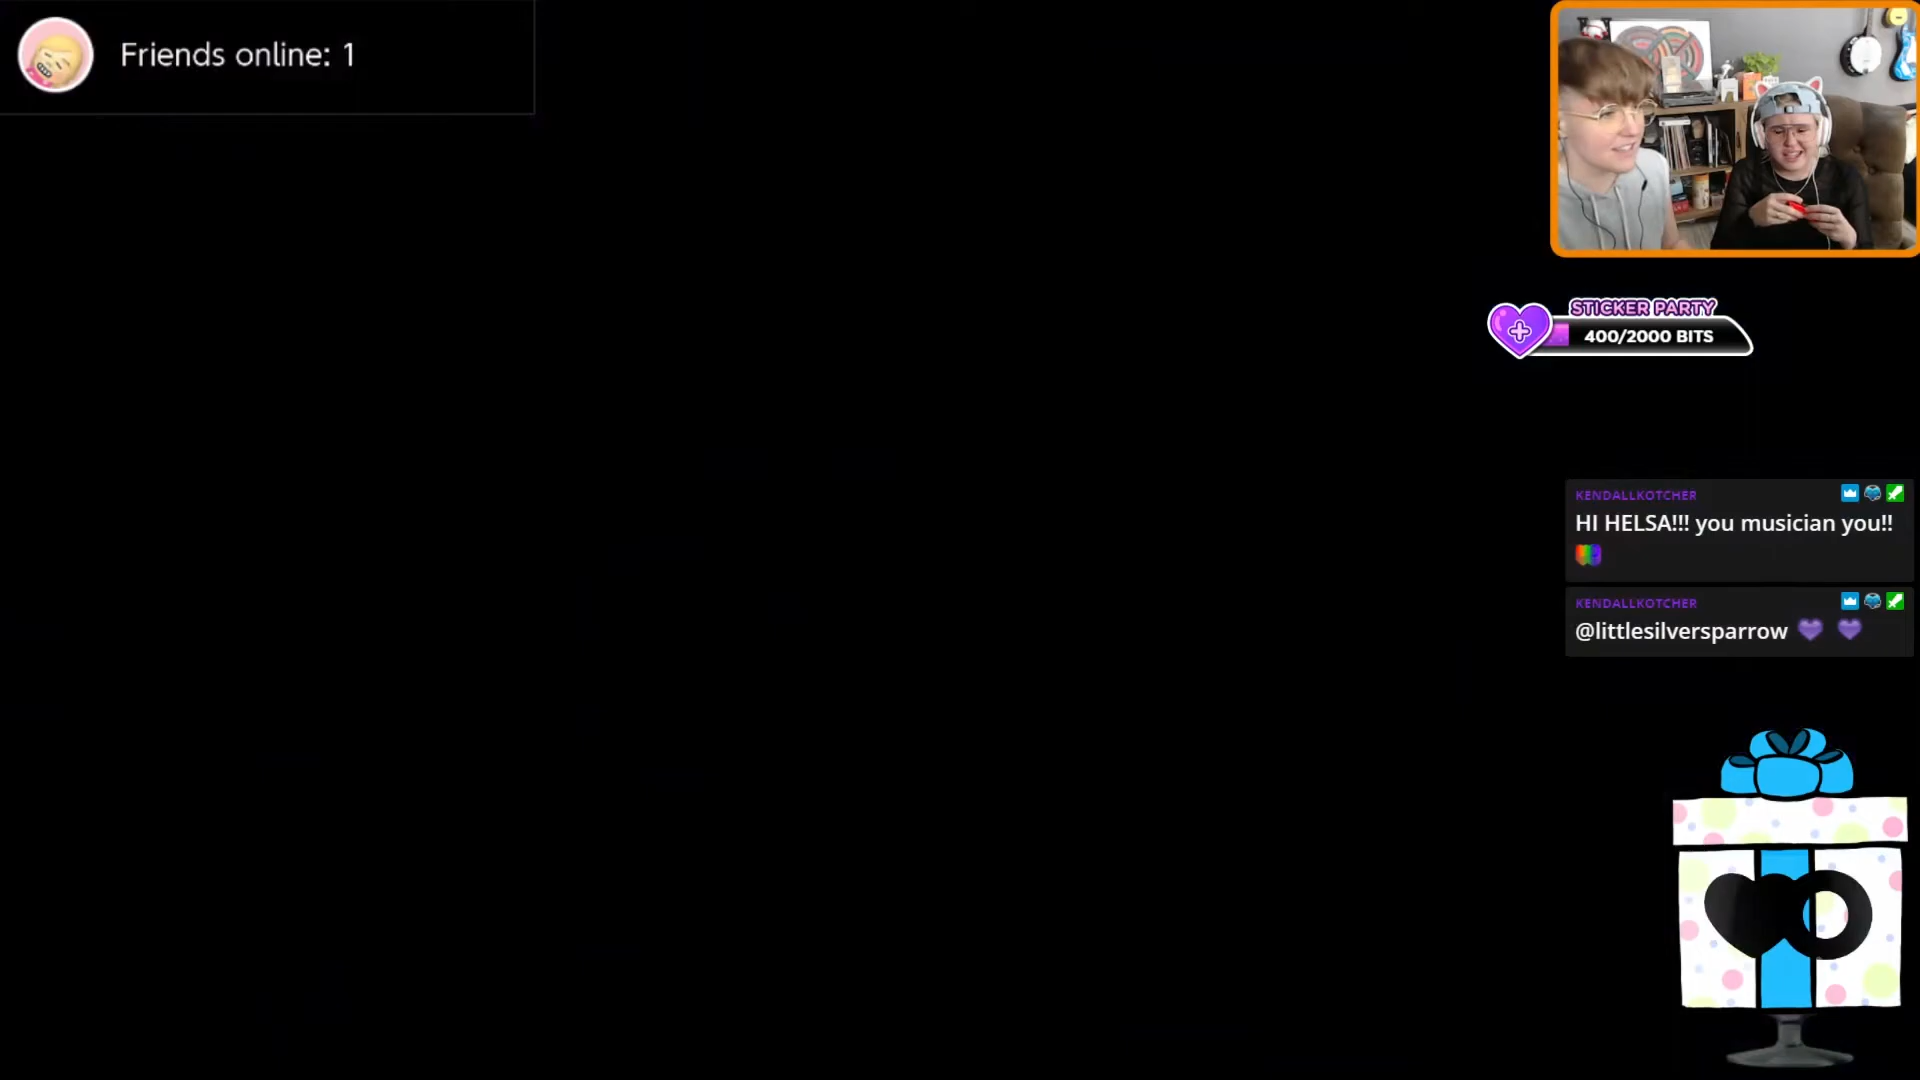 Friends online: 1
STICKER PARTY
400/2000 BITS
KENDALLKOTCHER
HI HELSA!!! you musician you!!
KENDALLKOTCHER
@littlesilversparrow